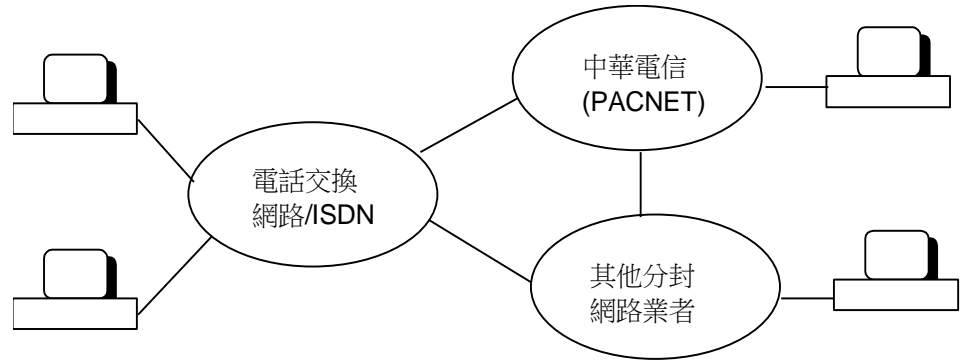 中華電信
(PACNET)
電話交換
網路/ISDN
其他分封
網路業者